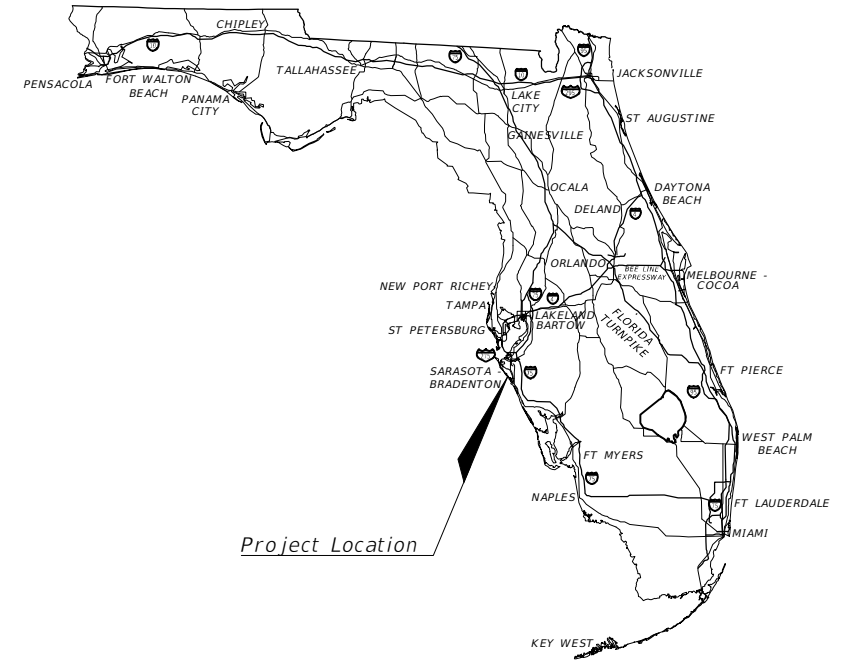 CHIPLEY
PENSACOLA
FORT WALTON
BEACH
PANAMA
CITY
TALLAHASSEE
LAKE
CITY
JACKSONVILLE
ST AUGUSTINE
GAINESVILLE
OCALA
DAYTONA
BEACH
DELAND
ORLANDO
BEE LINE
EXPRESSWAY
MELBOURNE -
COCOA
NEW PORT RICHEY
TAMPA
LAKELAND
BARTOW
ST PETERSBURG
FLORIDA
TURNPIKE
SARASOTA -
BRADENTON
FT PIERCE
WEST PALM
BEACH
FT MYERS
NAPLES
FT LAUDERDALE
MIAMI
Project Location
KEY WEST